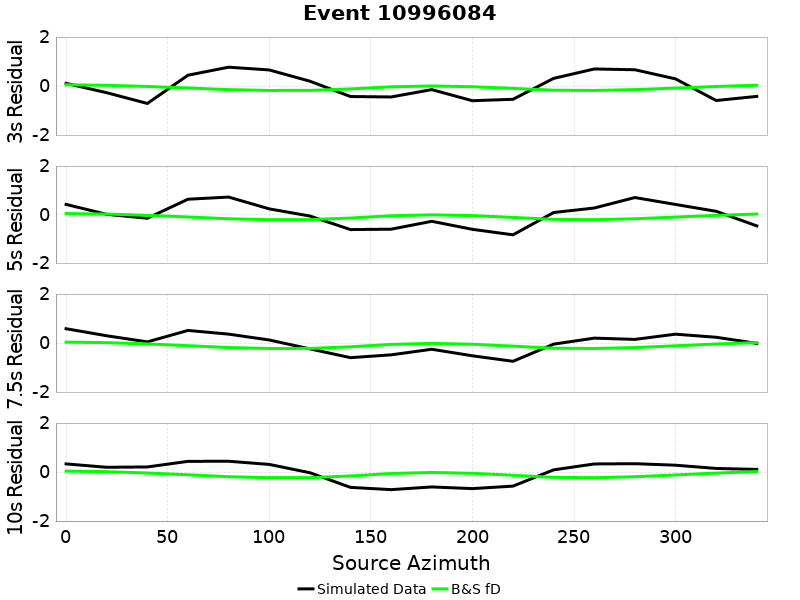 Event 10996084
3s Residual
2
0
-2
5s Residual
2
0
-2
7.5s Residual
2
0
-2
10s Residual
2
0
-2
0 50 100 150 200 250 300
Source Azimuth
Simulated Data B&S fD